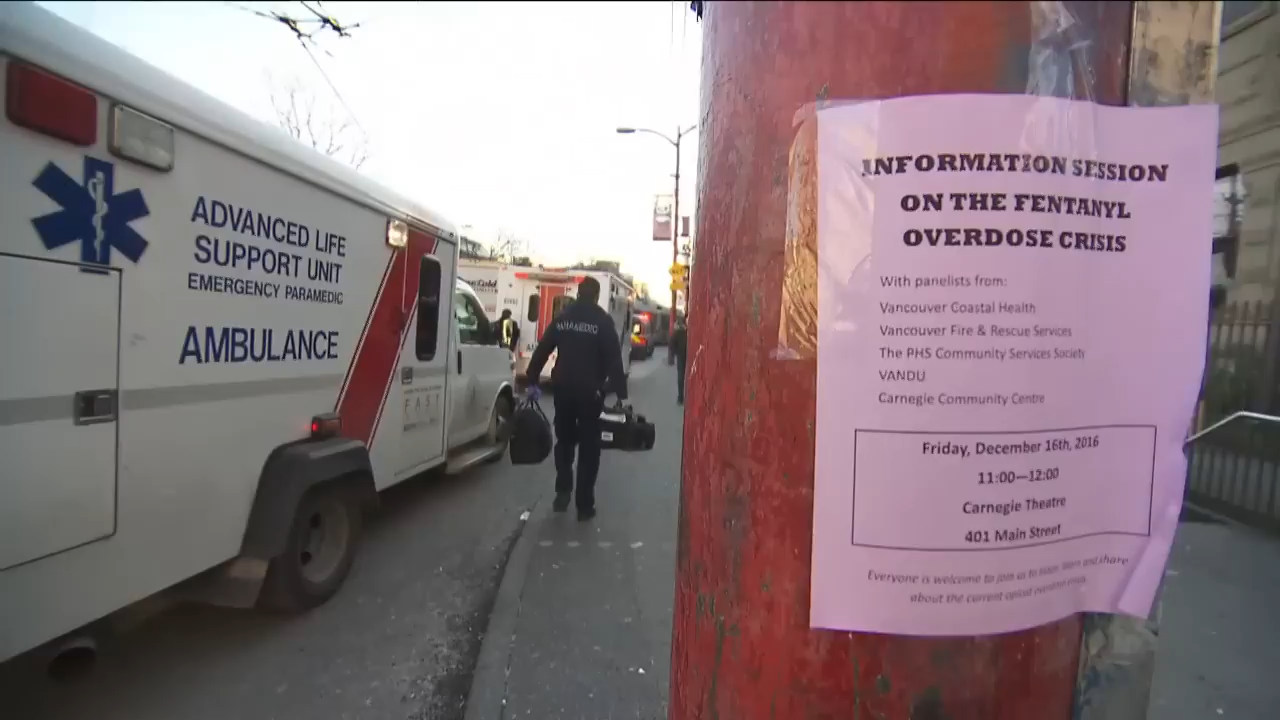 ADVANCED LIFE
SUPPORT UNIT
EMERGENCY PARAMEDIC
AMBULANCE
FAST
PARAMEDIC
INFORMATION SESSION
ON THE FENTANYL
OVERDOSE CRISIS
With panelists from:
Vancouver Coastal Health
Vancouver Fire & Rescue Services
The PHS Community Services Society
VANDU
Carnegie Community Centre
Friday, December 16th, 2016
11:00—12:00
Carnegie Theatre
401 Main Street
Everyone is welcome to join us to listen, learn and share
about the current opioid overdose crisis.